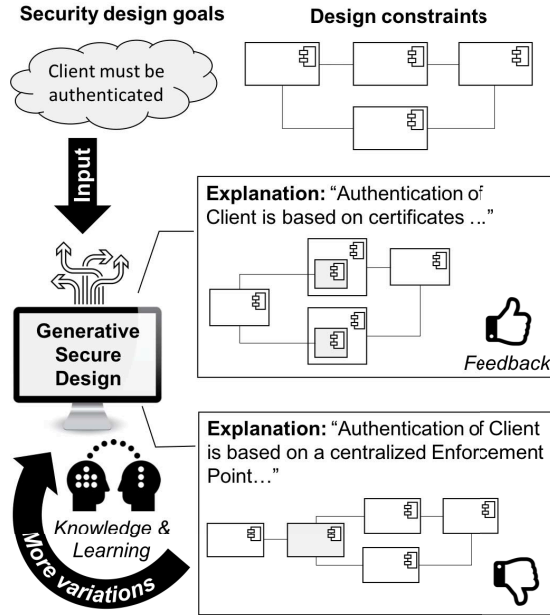 Security design goals
Design constraints
Client must be
authenticated
Input
Explanation: “Authentication of
Client is based on certificates ...”
Feedback
Generative
Secure
Design
Explanation: “Authentication of Client
is based on a centralized Enforcement
Point…”
Knowledge &
Learning
More variations